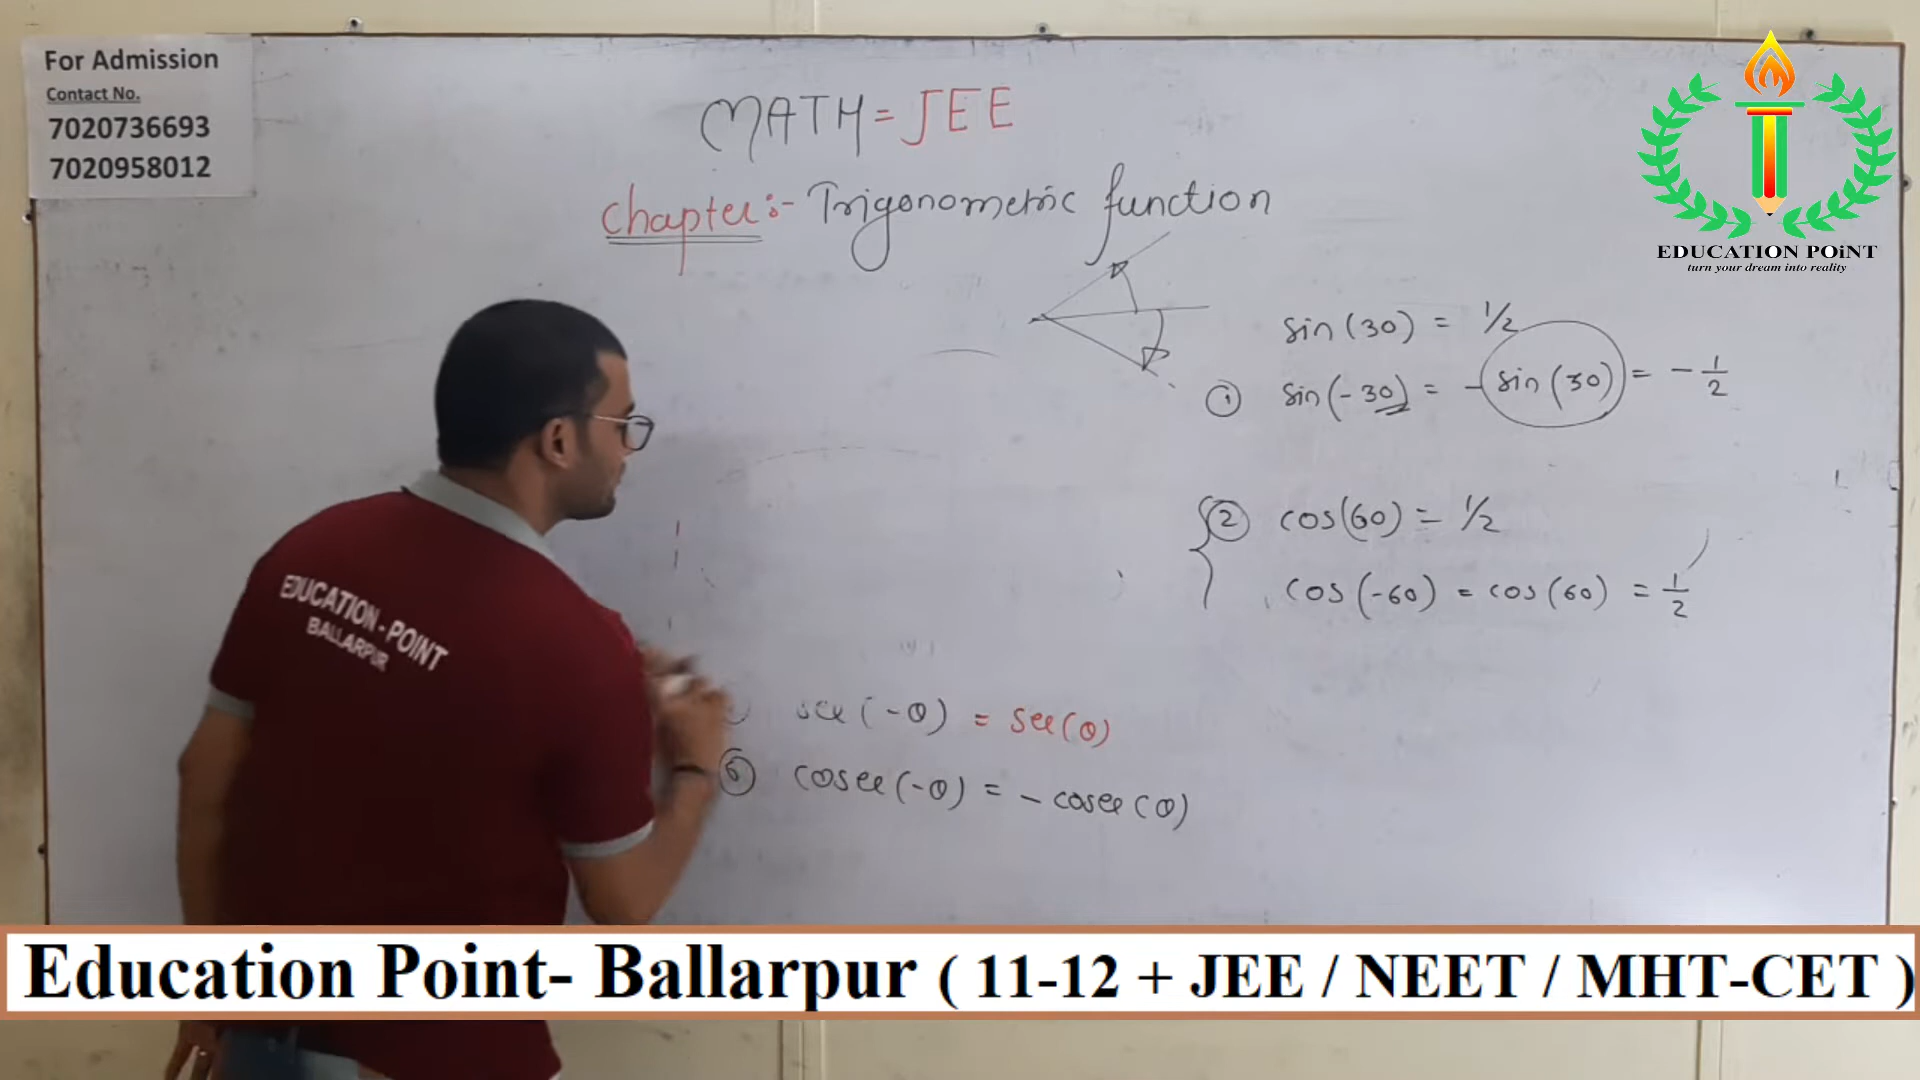 For Admission
Contact No.
7020736693
7020958012
MATH = JEE
Chapter :- Trigonometric function
EDUCATION POiNT
turn your dream into reality
sin (30) = 1/2
① sin (-30) = - sin (30) = - 1/2
② cos(60) = 1/2
cos (-60) = cos (60) = 1/2
EDUCATION - POINT
BALLARPUR
sec (-θ) = sec (θ)
⑥ cosec (-θ) = - cosec (θ)
Education Point- Ballarpur ( 11-12 + JEE / NEET / MHT-CET )